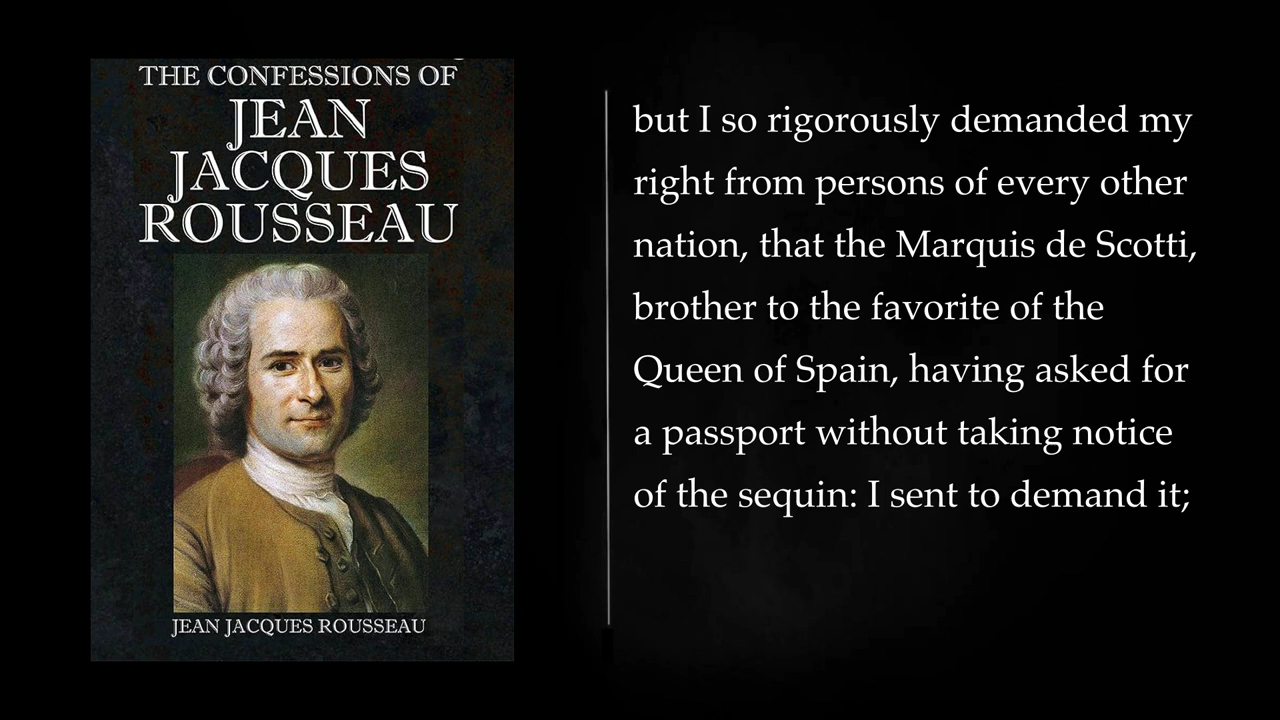 THE CONFESSIONS OF
JEAN
JACQUES
ROUSSEAU
JEAN JACQUES ROUSSEAU
but I so rigorously demanded my
right from persons of every other
nation, that the Marquis de Scotti,
brother to the favorite of the
Queen of Spain, having asked for
a passport without taking notice
of the sequin: I sent to demand it;